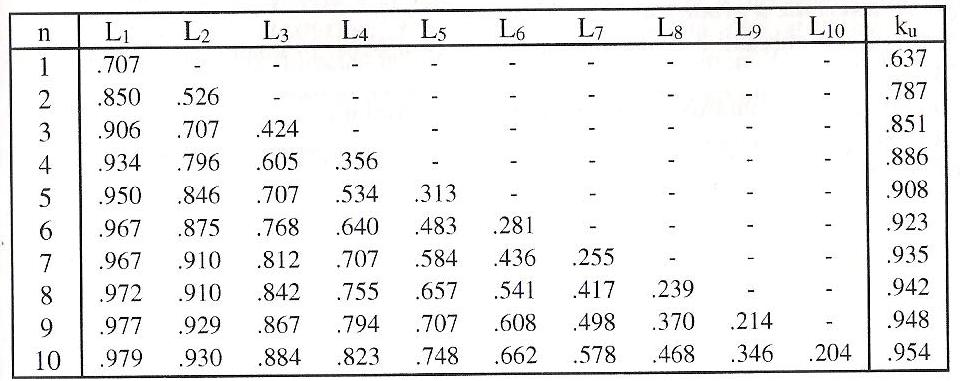 n L1 L2 L3 L4 L5 L6 L7 L8 L9 L10 ku
1 .707 - - - - - - - - - .637
2 .850 .526 - - - - - - - - .787
3 .906 .707 .424 - - - - - - - .851
4 .934 .796 .605 .356 - - - - - - .886
5 .950 .846 .707 .534 .313 - - - - - .908
6 .967 .875 .768 .640 .483 .281 - - - - .923
7 .967 .910 .812 .707 .584 .436 .255 - - - .935
8 .972 .910 .842 .755 .657 .541 .417 .239 - - .942
9 .977 .929 .867 .794 .707 .608 .498 .370 .214 - .948
10 .979 .930 .884 .823 .748 .662 .578 .468 .346 .204 .954